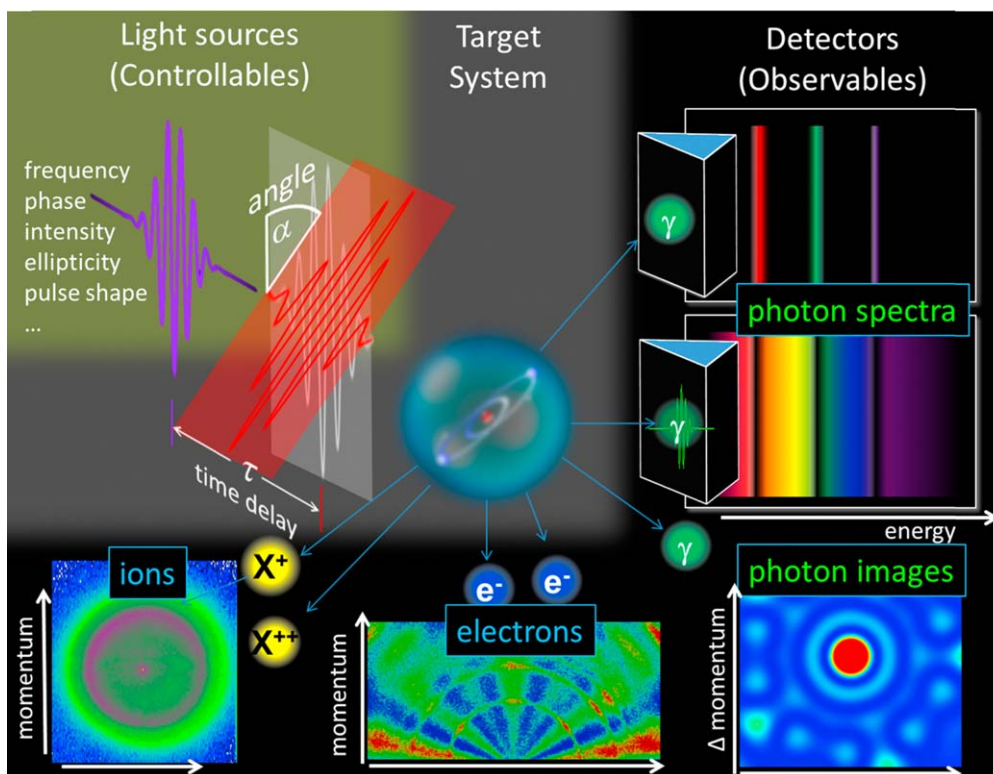 Light sources
(Controllables)
Target
System
Detectors
(Observables)
frequency
phase
intensity
ellipticity
pulse shape
...
angle
α
τ
time delay
γ
photon spectra
γ
energy
γ
ions
X+
X++
momentum
e-
e-
electrons
momentum
photon images
Δ momentum